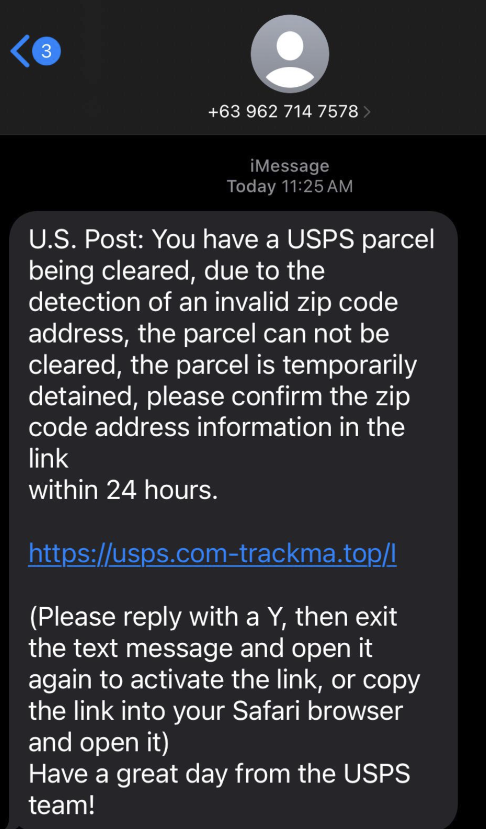 3
+63 962 714 7578
iMessage
Today 11:25 AM
U.S. Post: You have a USPS parcel
being cleared, due to the
detection of an invalid zip code
address, the parcel can not be
cleared, the parcel is temporarily
detained, please confirm the zip
code address information in the
link
within 24 hours.
https://usps.com-trackma.top/l
(Please reply with a Y, then exit
the text message and open it
again to activate the link, or copy
the link into your Safari browser
and open it)
Have a great day from the USPS
team!